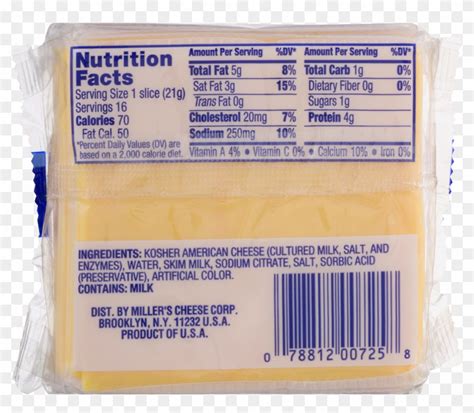 Nutrition Facts
Serving Size 1 slice (21g)
Servings 16
Calories 70
Fat Cal. 50
*Percent Daily Values (DV) are
based on a 2,000 calorie diet.
Amount Per Serving %DV*
Total Fat 5g 8%
Sat Fat 3g 15%
Trans Fat 0g
Cholesterol 20mg 7%
Sodium 250mg 10%
Amount Per Serving %DV*
Total Carb 1g 0%
Dietary Fiber 0g 0%
Sugars 1g
Protein 4g
Vitamin A 4% • Vitamin C 0% • Calcium 10% • Iron 0%
INGREDIENTS: KOSHER AMERICAN CHEESE (CULTURED MILK, SALT, AND
ENZYMES), WATER, SKIM MILK, SODIUM CITRATE, SALT, SORBIC ACID
(PRESERVATIVE), ARTIFICIAL COLOR.
CONTAINS: MILK
DIST. BY MILLER'S CHEESE CORP.
BROOKLYN, N.Y. 11232 U.S.A.
PRODUCT OF U.S.A.
0 78812 00725 8